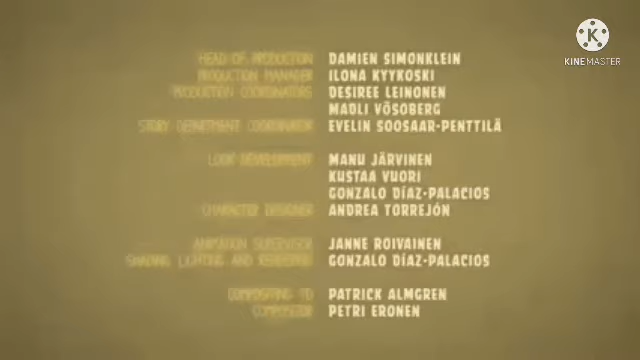 HEAD OF PRODUCTION DAMIEN SIMONKLEIN
PRODUCTION MANAGER ILONA KYYKOSKI
PRODUCTION COORDINATORS DESIREE LEINONEN
MADLI VÕSOBERG
STORY DEPARTMENT COORDINATOR EVELIN SOOSAAR-PENTTILÄ
LOOK DEVELOPMENT MANU JÄRVINEN
KUSTAA VUORI
GONZALO DÍAZ-PALACIOS
CHARACTER DESIGNER ANDREA TORREJÓN
ANIMATION SUPERVISOR JANNE ROIVAINEN
SHADING, LIGHTING AND RENDERING GONZALO DÍAZ-PALACIOS
COMPOSITING TD PATRICK ALMGREN
COMPOSITOR PETRI ERONEN
K
KINEMASTER